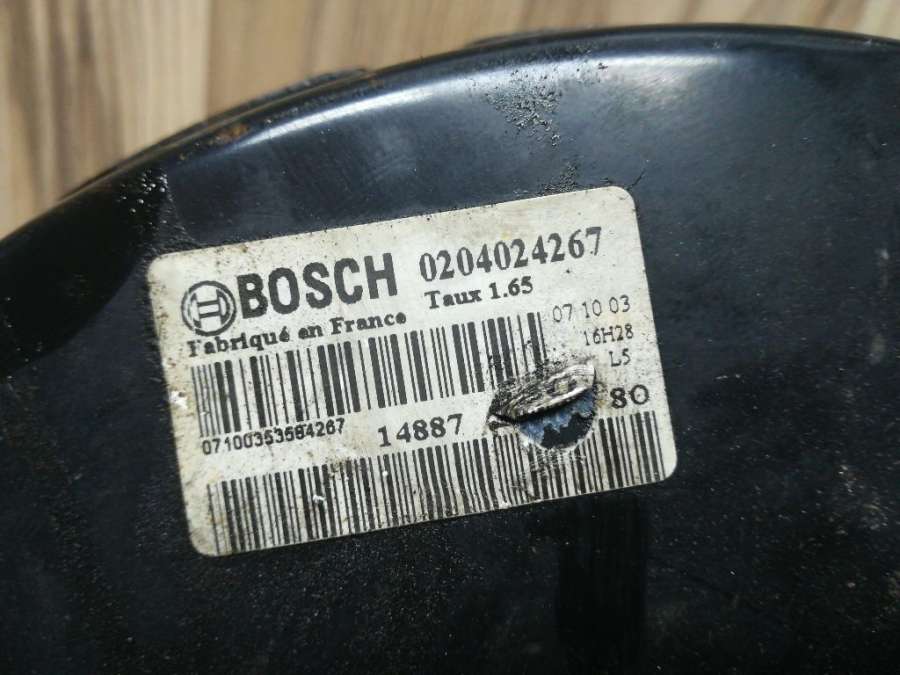 BOSCH 0204024267
Fabriqué en France Taux 1.65
07 10 03
16H28
L5
07100353584267
14887 80